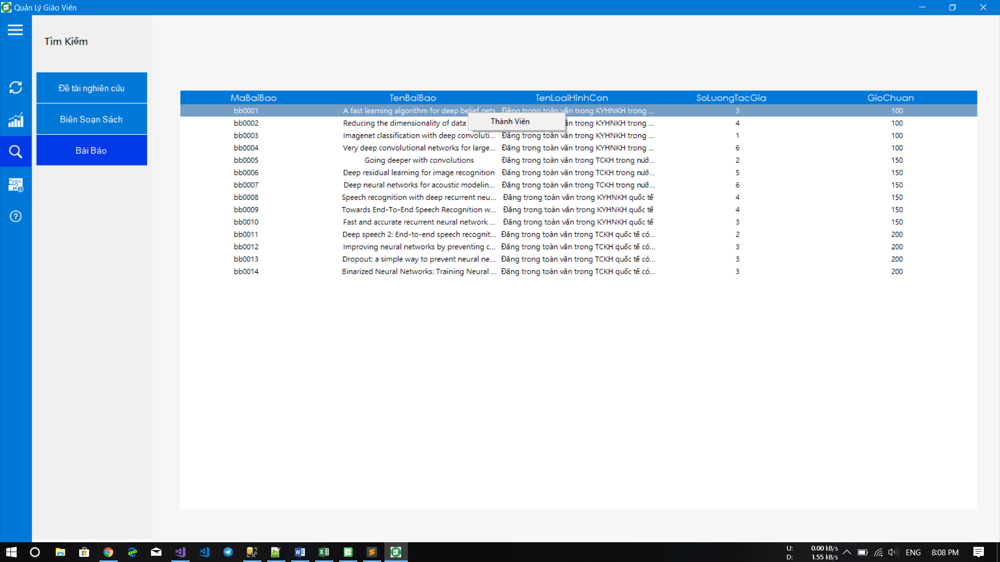 Quản Lý Giáo Viên
Tìm Kiếm
Đề tài nghiên cứu
Biên Soạn Sách
Bài Báo
MaBaiBao TenBaiBao TenLoaiHinhCon SoLuongTacGia GioChuan
bb0001 A fast learning algorithm for deep belief nets Đăng trong toàn văn trong KYHNKH trong ... 3 100
Thành Viên
bb0002 Reducing the dimensionality of data ăn trong KYHNKH trong ... 4 100
bb0003 Imagenet classification with deep convoluti... Đăng trong toàn văn trong KYHNKH trong ... 1 100
bb0004 Very deep convolutional networks for large... Đăng trong toàn văn trong KYHNKH trong ... 6 100
bb0005 Going deeper with convolutions Đăng trong toàn văn trong TCKH trong nướ... 2 150
bb0006 Deep residual learning for image recognition Đăng trong toàn văn trong TCKH trong nướ... 5 150
bb0007 Deep neural networks for acoustic modelin... Đăng trong toàn văn trong TCKH trong nướ... 6 150
bb0008 Speech recognition with deep recurrent neu... Đăng trong toàn văn trong KYHNKH quốc tế 4 150
bb0009 Towards End-To-End Speech Recognition w... Đăng trong toàn văn trong KYHNKH quốc tế 4 150
bb0010 Fast and accurate recurrent neural network ... Đăng trong toàn văn trong KYHNKH quốc tế 3 150
bb0011 Deep speech 2: End-to-end speech recognit... Đăng trong toàn văn trong TCKH quốc tế có... 2 200
bb0012 Improving neural networks by preventing c... Đăng trong toàn văn trong TCKH quốc tế có... 3 200
bb0013 Dropout: a simple way to prevent neural ne... Đăng trong toàn văn trong TCKH quốc tế có... 3 200
bb0014 Binarized Neural Networks: Training Neural ... Đăng trong toàn văn trong TCKH quốc tế có... 3 200
U: 0.00 kB/s
D: 1.55 kB/s
ENG 8:08 PM